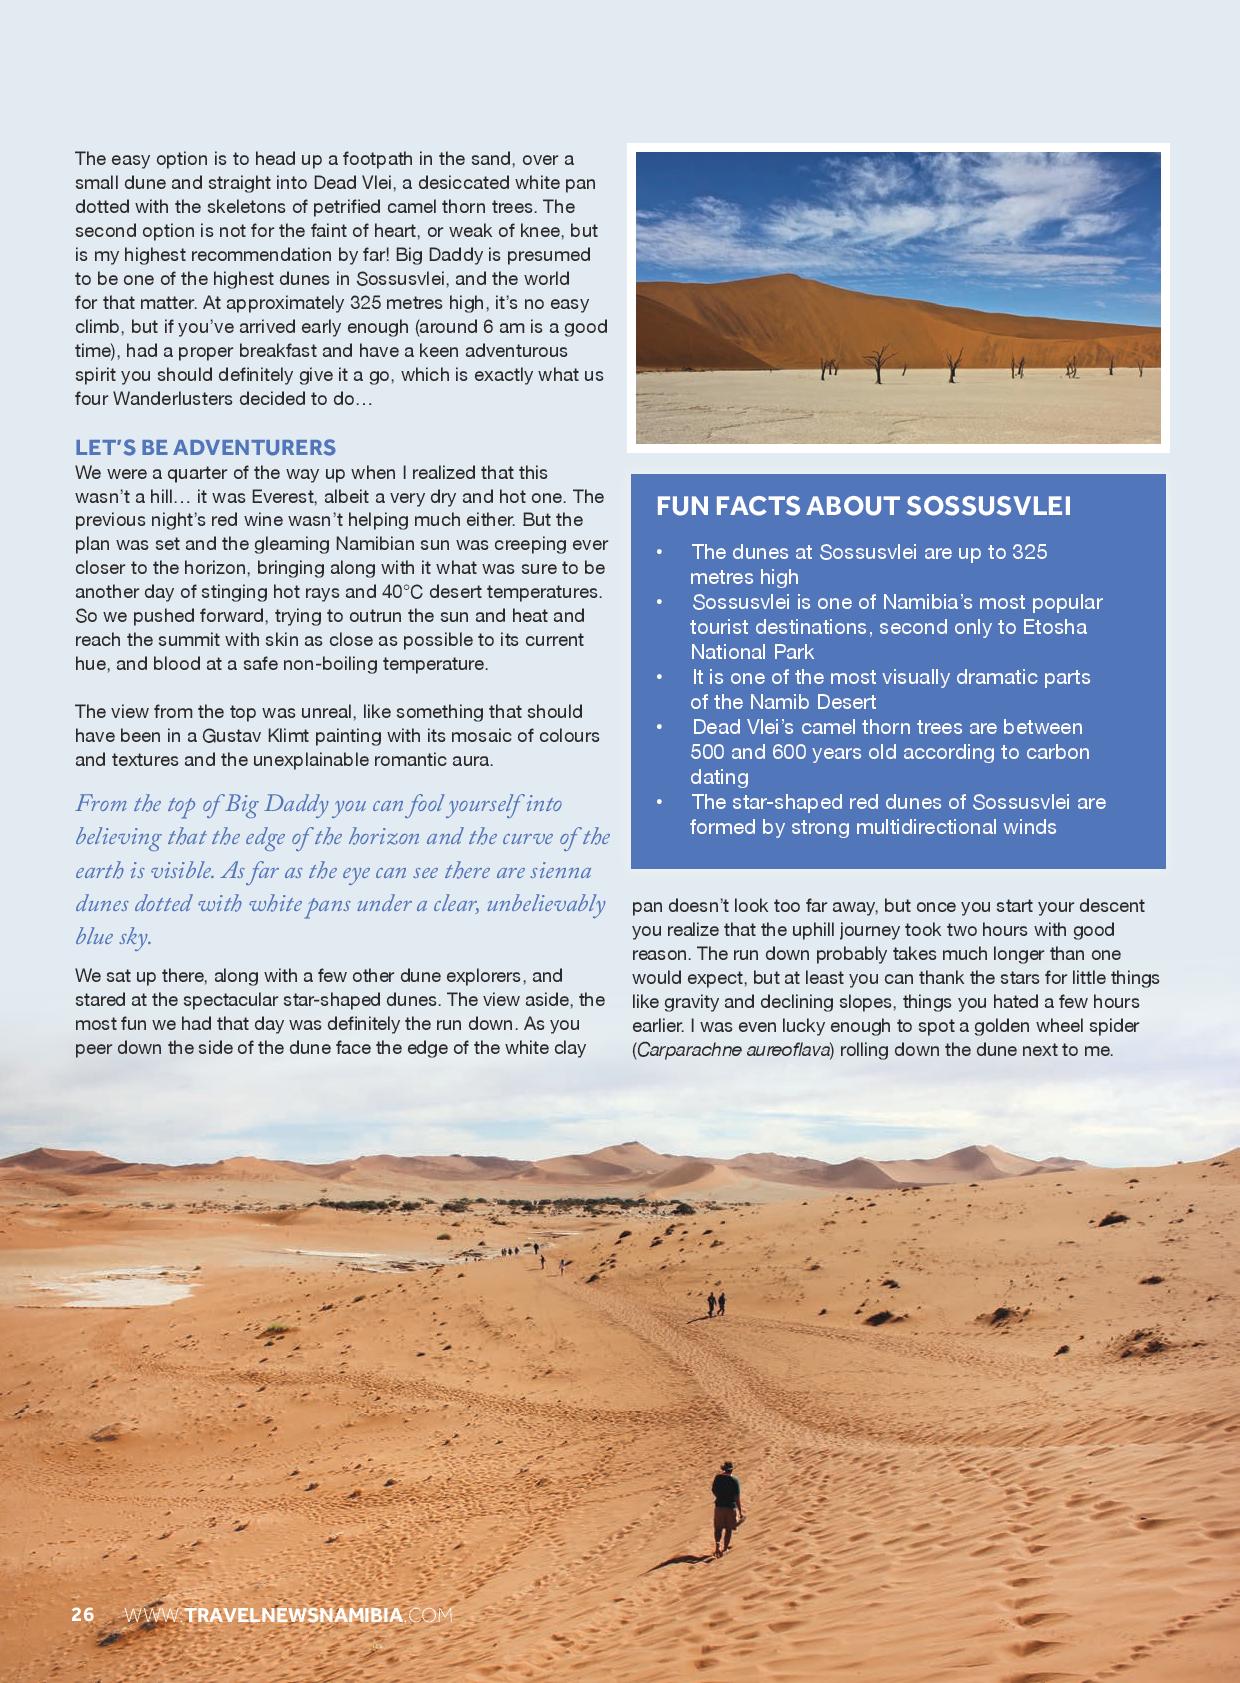 The easy option is to head up a footpath in the sand, over a
small dune and straight into Dead Vlei, a desiccated white pan
dotted with the skeletons of petrified camel thorn trees. The
second option is not for the faint of heart, or weak of knee, but
is my highest recommendation by far! Big Daddy is presumed
to be one of the highest dunes in Sossusvlei, and the world
for that matter. At approximately 325 metres high, it's no easy
climb, but if you've arrived early enough (around 6 am is a good
time), had a proper breakfast and have a keen adventurous
spirit you should definitely give it a go, which is exactly what us
four Wanderlusters decided to do…
LET'S BE ADVENTURERS
We were a quarter of the way up when I realized that this
wasn't a hill… it was Everest, albeit a very dry and hot one. The
previous night's red wine wasn't helping much either. But the
plan was set and the gleaming Namibian sun was creeping ever
closer to the horizon, bringing along with it what was sure to be
another day of stinging hot rays and 40°C desert temperatures.
So we pushed forward, trying to outrun the sun and heat and
reach the summit with skin as close as possible to its current
hue, and blood at a safe non-boiling temperature.
The view from the top was unreal, like something that should
have been in a Gustav Klimt painting with its mosaic of colours
and textures and the unexplainable romantic aura.
From the top of Big Daddy you can fool yourself into
believing that the edge of the horizon and the curve of the
earth is visible. As far as the eye can see there are sienna
dunes dotted with white pans under a clear, unbelievably
blue sky.
We sat up there, along with a few other dune explorers, and
stared at the spectacular star-shaped dunes. The view aside, the
most fun we had that day was definitely the run down. As you
peer down the side of the dune face the edge of the white clay
FUN FACTS ABOUT SOSSUSVLEI
• The dunes at Sossusvlei are up to 325
metres high
• Sossusvlei is one of Namibia's most popular
tourist destinations, second only to Etosha
National Park
• It is one of the most visually dramatic parts
of the Namib Desert
• Dead Vlei's camel thorn trees are between
500 and 600 years old according to carbon
dating
• The star-shaped red dunes of Sossusvlei are
formed by strong multidirectional winds
pan doesn't look too far away, but once you start your descent
you realize that the uphill journey took two hours with good
reason. The run down probably takes much longer than one
would expect, but at least you can thank the stars for little things
like gravity and declining slopes, things you hated a few hours
earlier. I was even lucky enough to spot a golden wheel spider
(Carparachne aureoflava) rolling down the dune next to me.
26 WWW.TRAVELNEWSNAMIBIA.COM